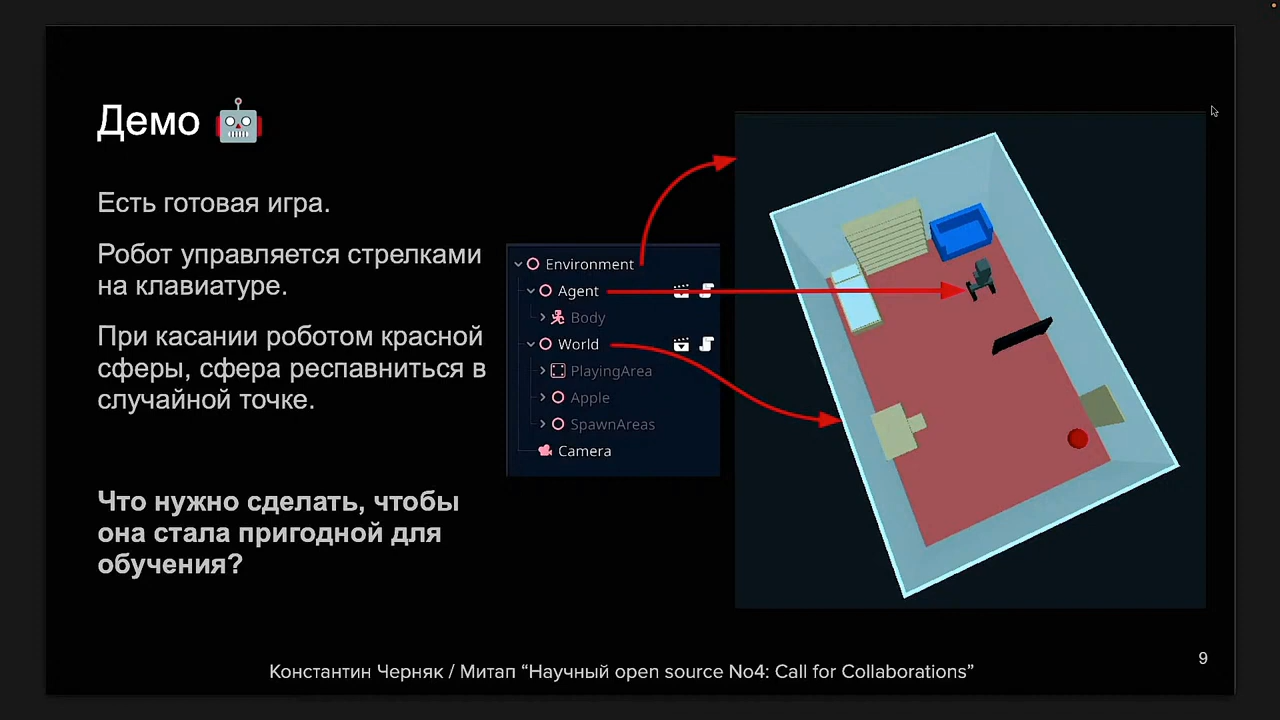 Демо 🤖
Есть готовая игра.
Робот управляется стрелками
на клавиатуре.
При касании роботом красной
сферы, сфера респавниться в
случайной точке.
Что нужно сделать, чтобы
она стала пригодной для
обучения?
Environment
Agent
Body
World
PlayingArea
Apple
SpawnAreas
Camera
Константин Черняк / Митап “Научный open source No4: Call for Collaborations”
9